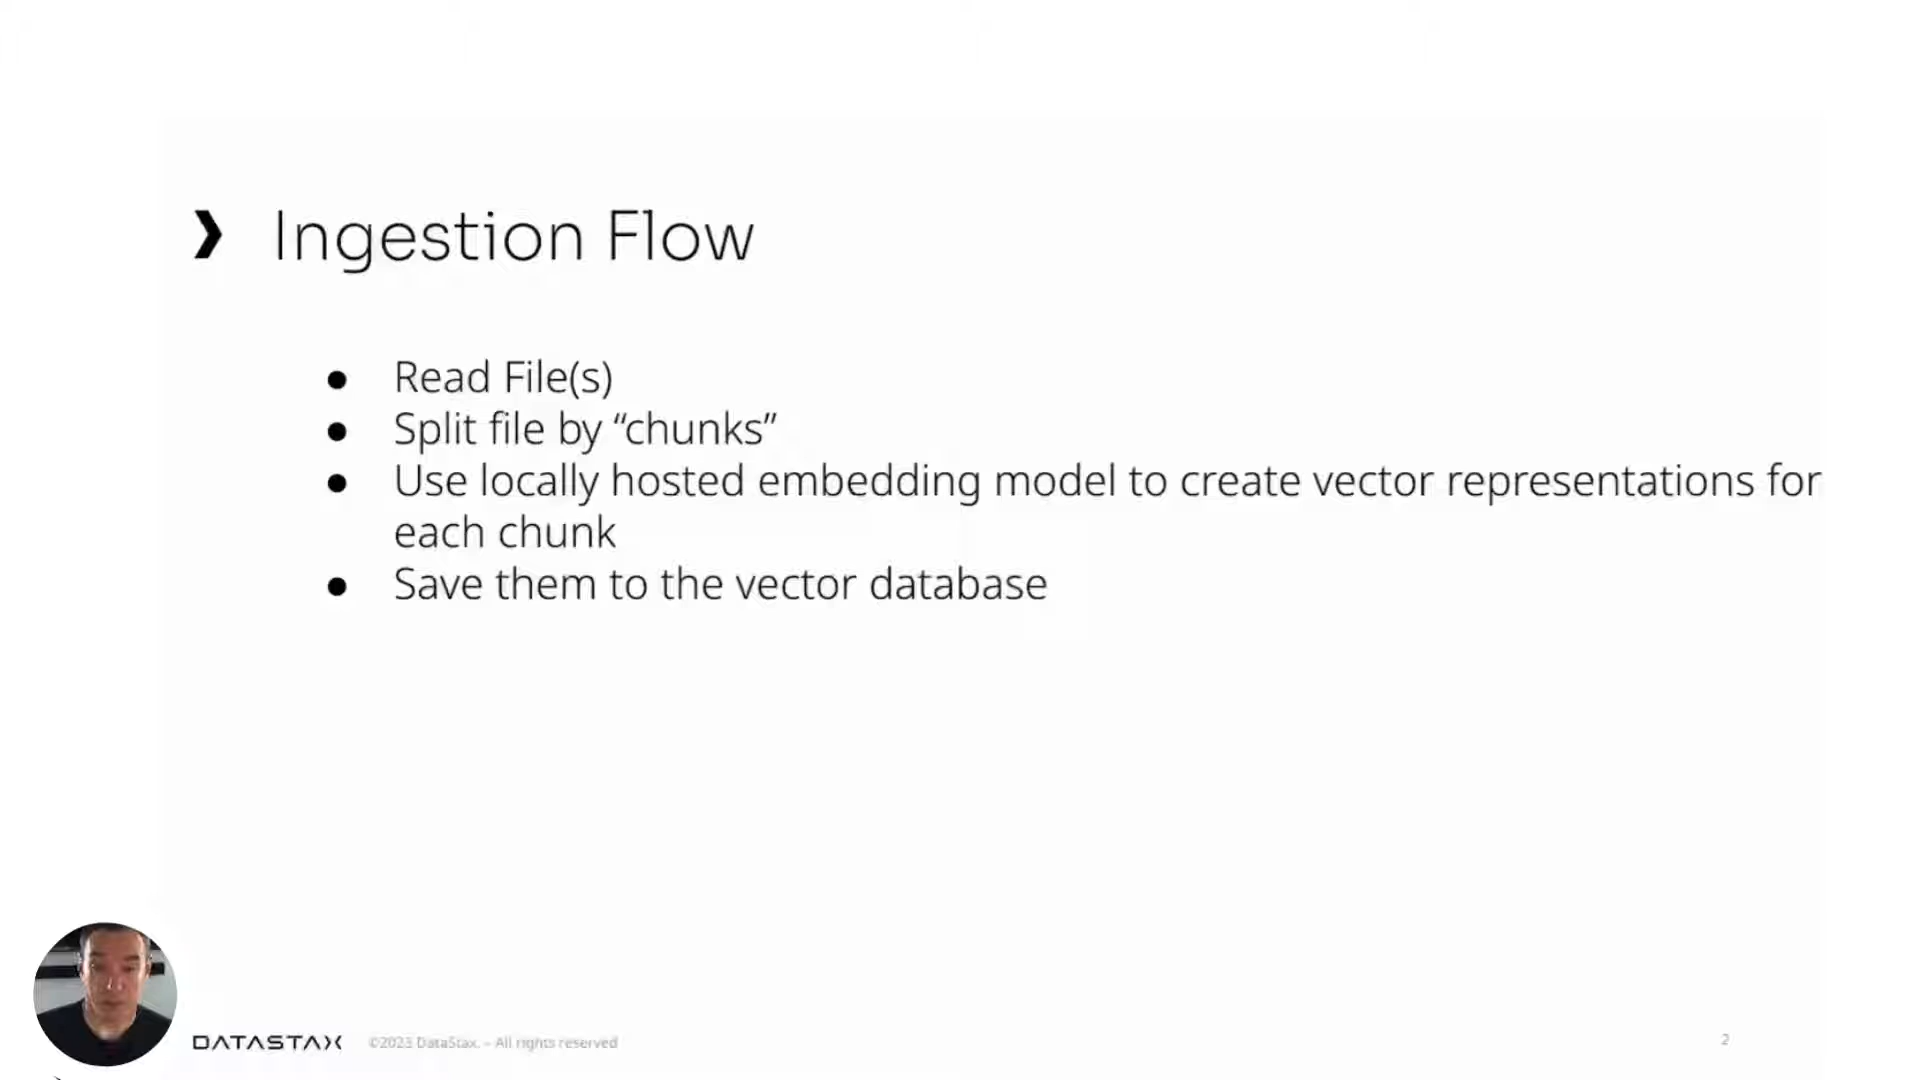 Ingestion Flow
● Read File(s)
● Split file by “chunks”
● Use locally hosted embedding model to create vector representations for
each chunk
● Save them to the vector database
DATASTAX ©2023 DataStax. – All rights reserved
2